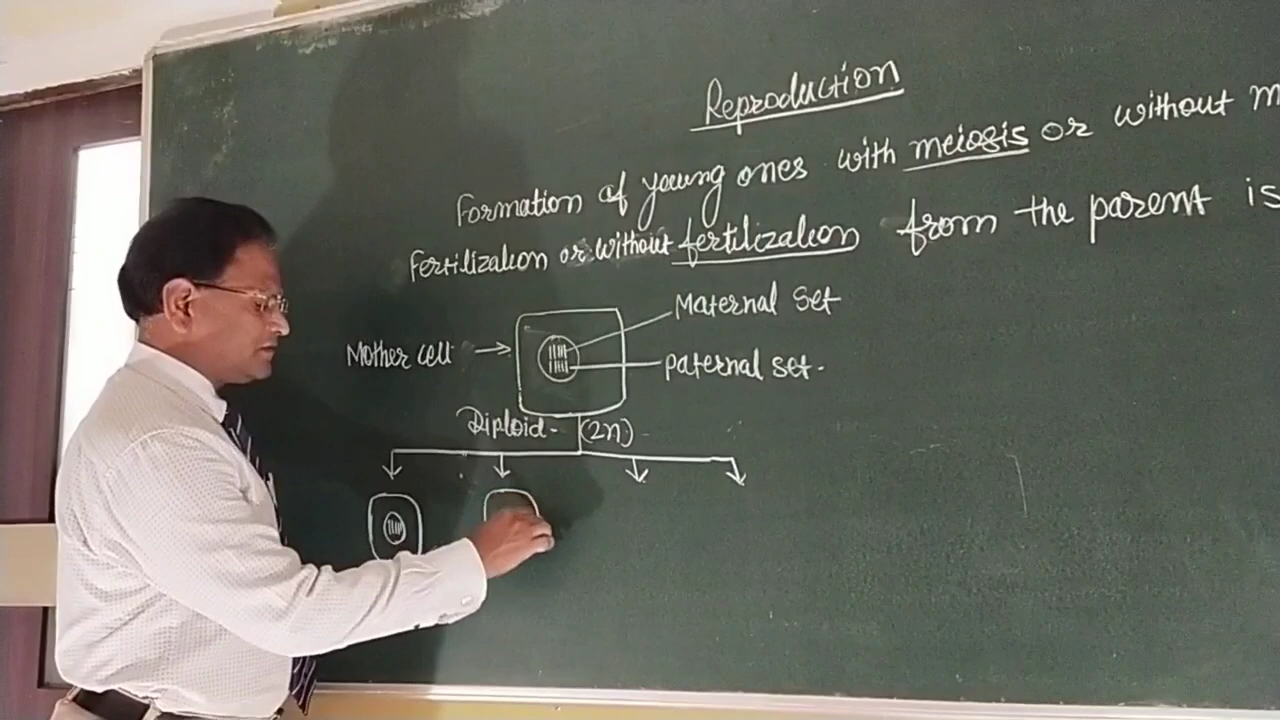 Reproduction
Formation of young ones with meiosis or without m
Fertilization or without fertilization from the parent is
Maternal Set
Mother cell
paternal set.
Diploid- (2n)